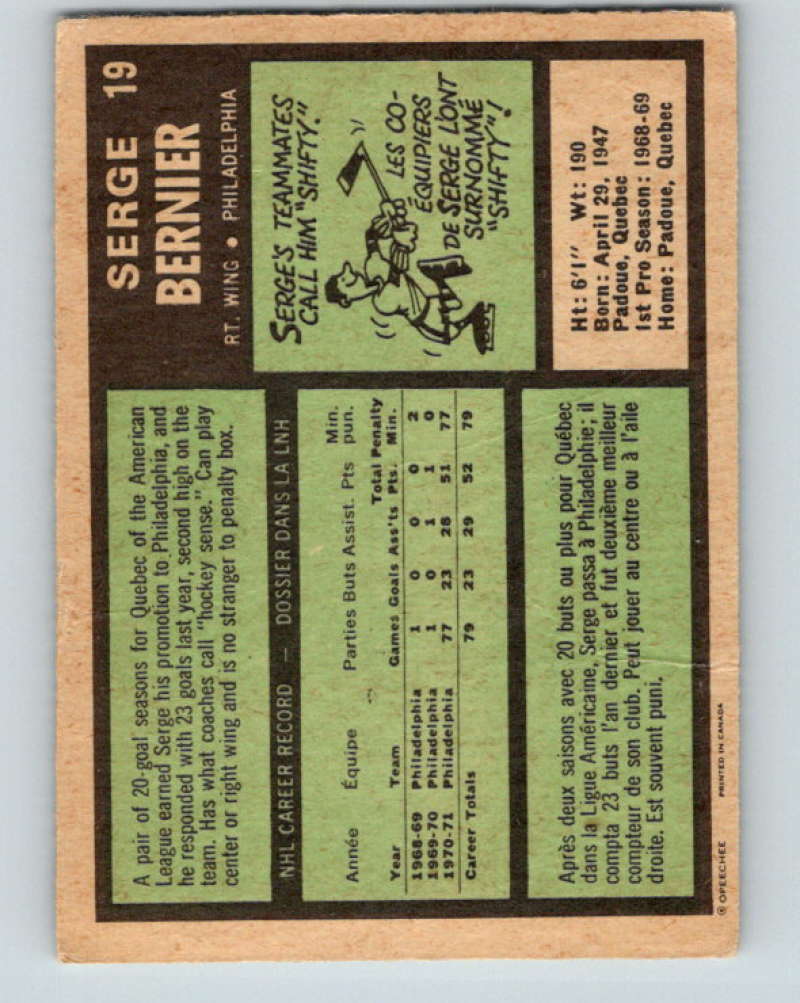 SERGE 19
BERNIER
RT. WING • PHILADELPHIA
A pair of 20-goal seasons for Quebec of the American
League earned Serge his promotion to Philadelphia, and
he responded with 23 goals last year, second high on the
team. Has what coaches call "hockey sense." Can play
center or right wing and is no stranger to penalty box.
SERGE'S TEAMMATES
CALL HIM "SHIFTY."
LES CO-
ÉQUIPIERS
DE SERGE L'ONT
SURNOMMÉ
"SHIFTY"!
NHL CAREER RECORD — DOSSIER DANS LA LNH
Min.
Année Équipe Parties Buts Assist. Pts pun.
Total Penalty
Year Team Games Goals Ass'ts Pts. Min.
1968-69 Philadelphia 1 0 0 0 2
1969-70 Philadelphia 1 0 1 1 0
1970-71 Philadelphia 77 23 28 51 77
Career Totals 79 23 29 52 79
Ht: 6'1" Wt: 190
Born: April 29, 1947
Padoue, Quebec
1st Pro Season: 1968-69
Home: Padoue, Quebec
Après deux saisons avec 20 buts ou plus pour Québec
dans la Ligue Américaine, Serge passa à Philadelphie; il
compta 23 buts l'an dernier et fut deuxième meilleur
compteur de son club. Peut jouer au centre ou à l'aile
droite. Est souvent puni.
© OPEECHEE PRINTED IN CANADA